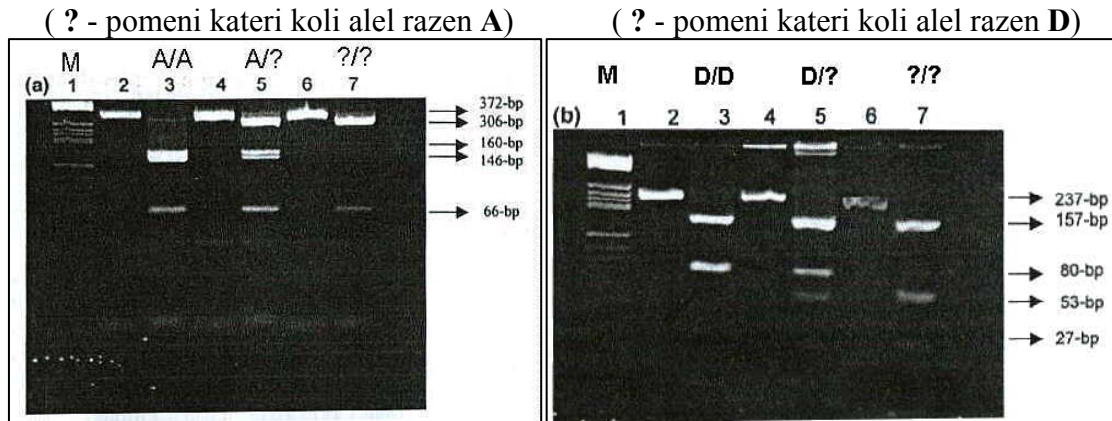 ( ? - pomeni kateri koli alel razen A)
M A/A A/? ?/?
(a) 1 2 3 4 5 6 7
372-bp
306-bp
160-bp
146-bp
66-bp
( ? - pomeni kateri koli alel razen D)
M D/D D/? ?/?
(b) 1 2 3 4 5 6 7
237-bp
157-bp
80-bp
53-bp
27-bp